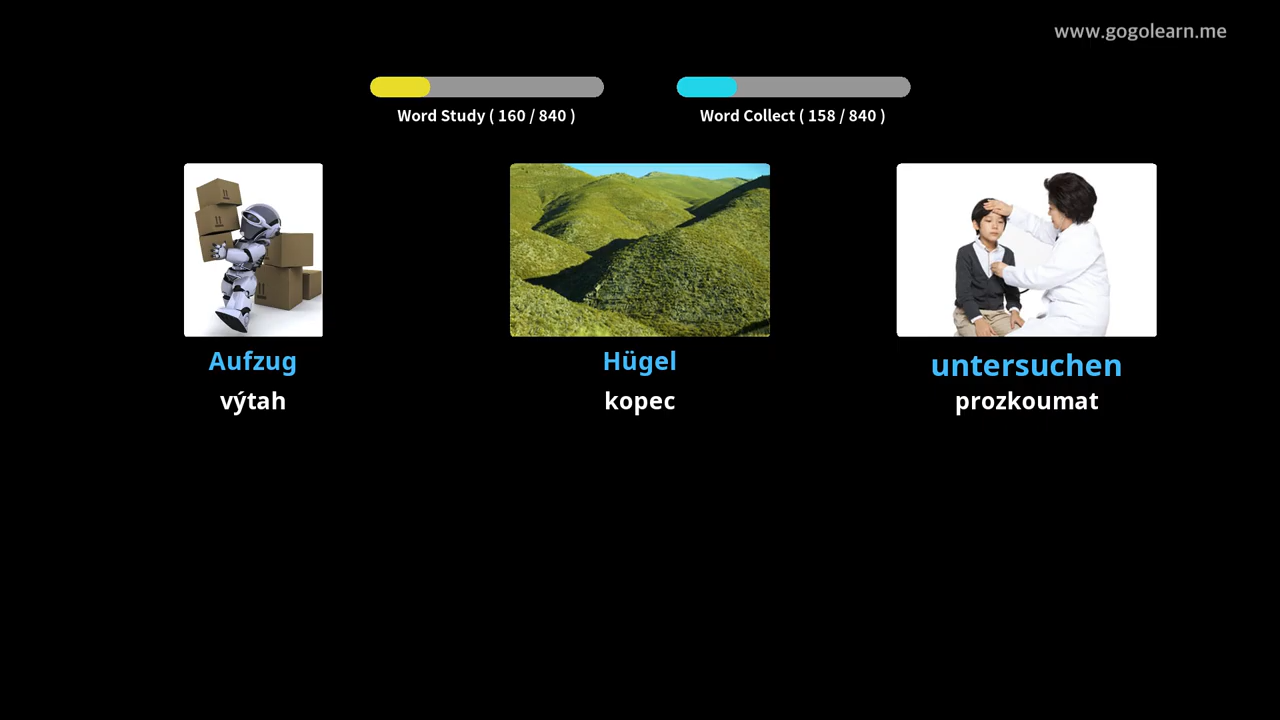 www.gogolearn.me
Word Study ( 160 / 840 )
Word Collect ( 158 / 840 )
Aufzug
výtah
Hügel
kopec
untersuchen
prozkoumat